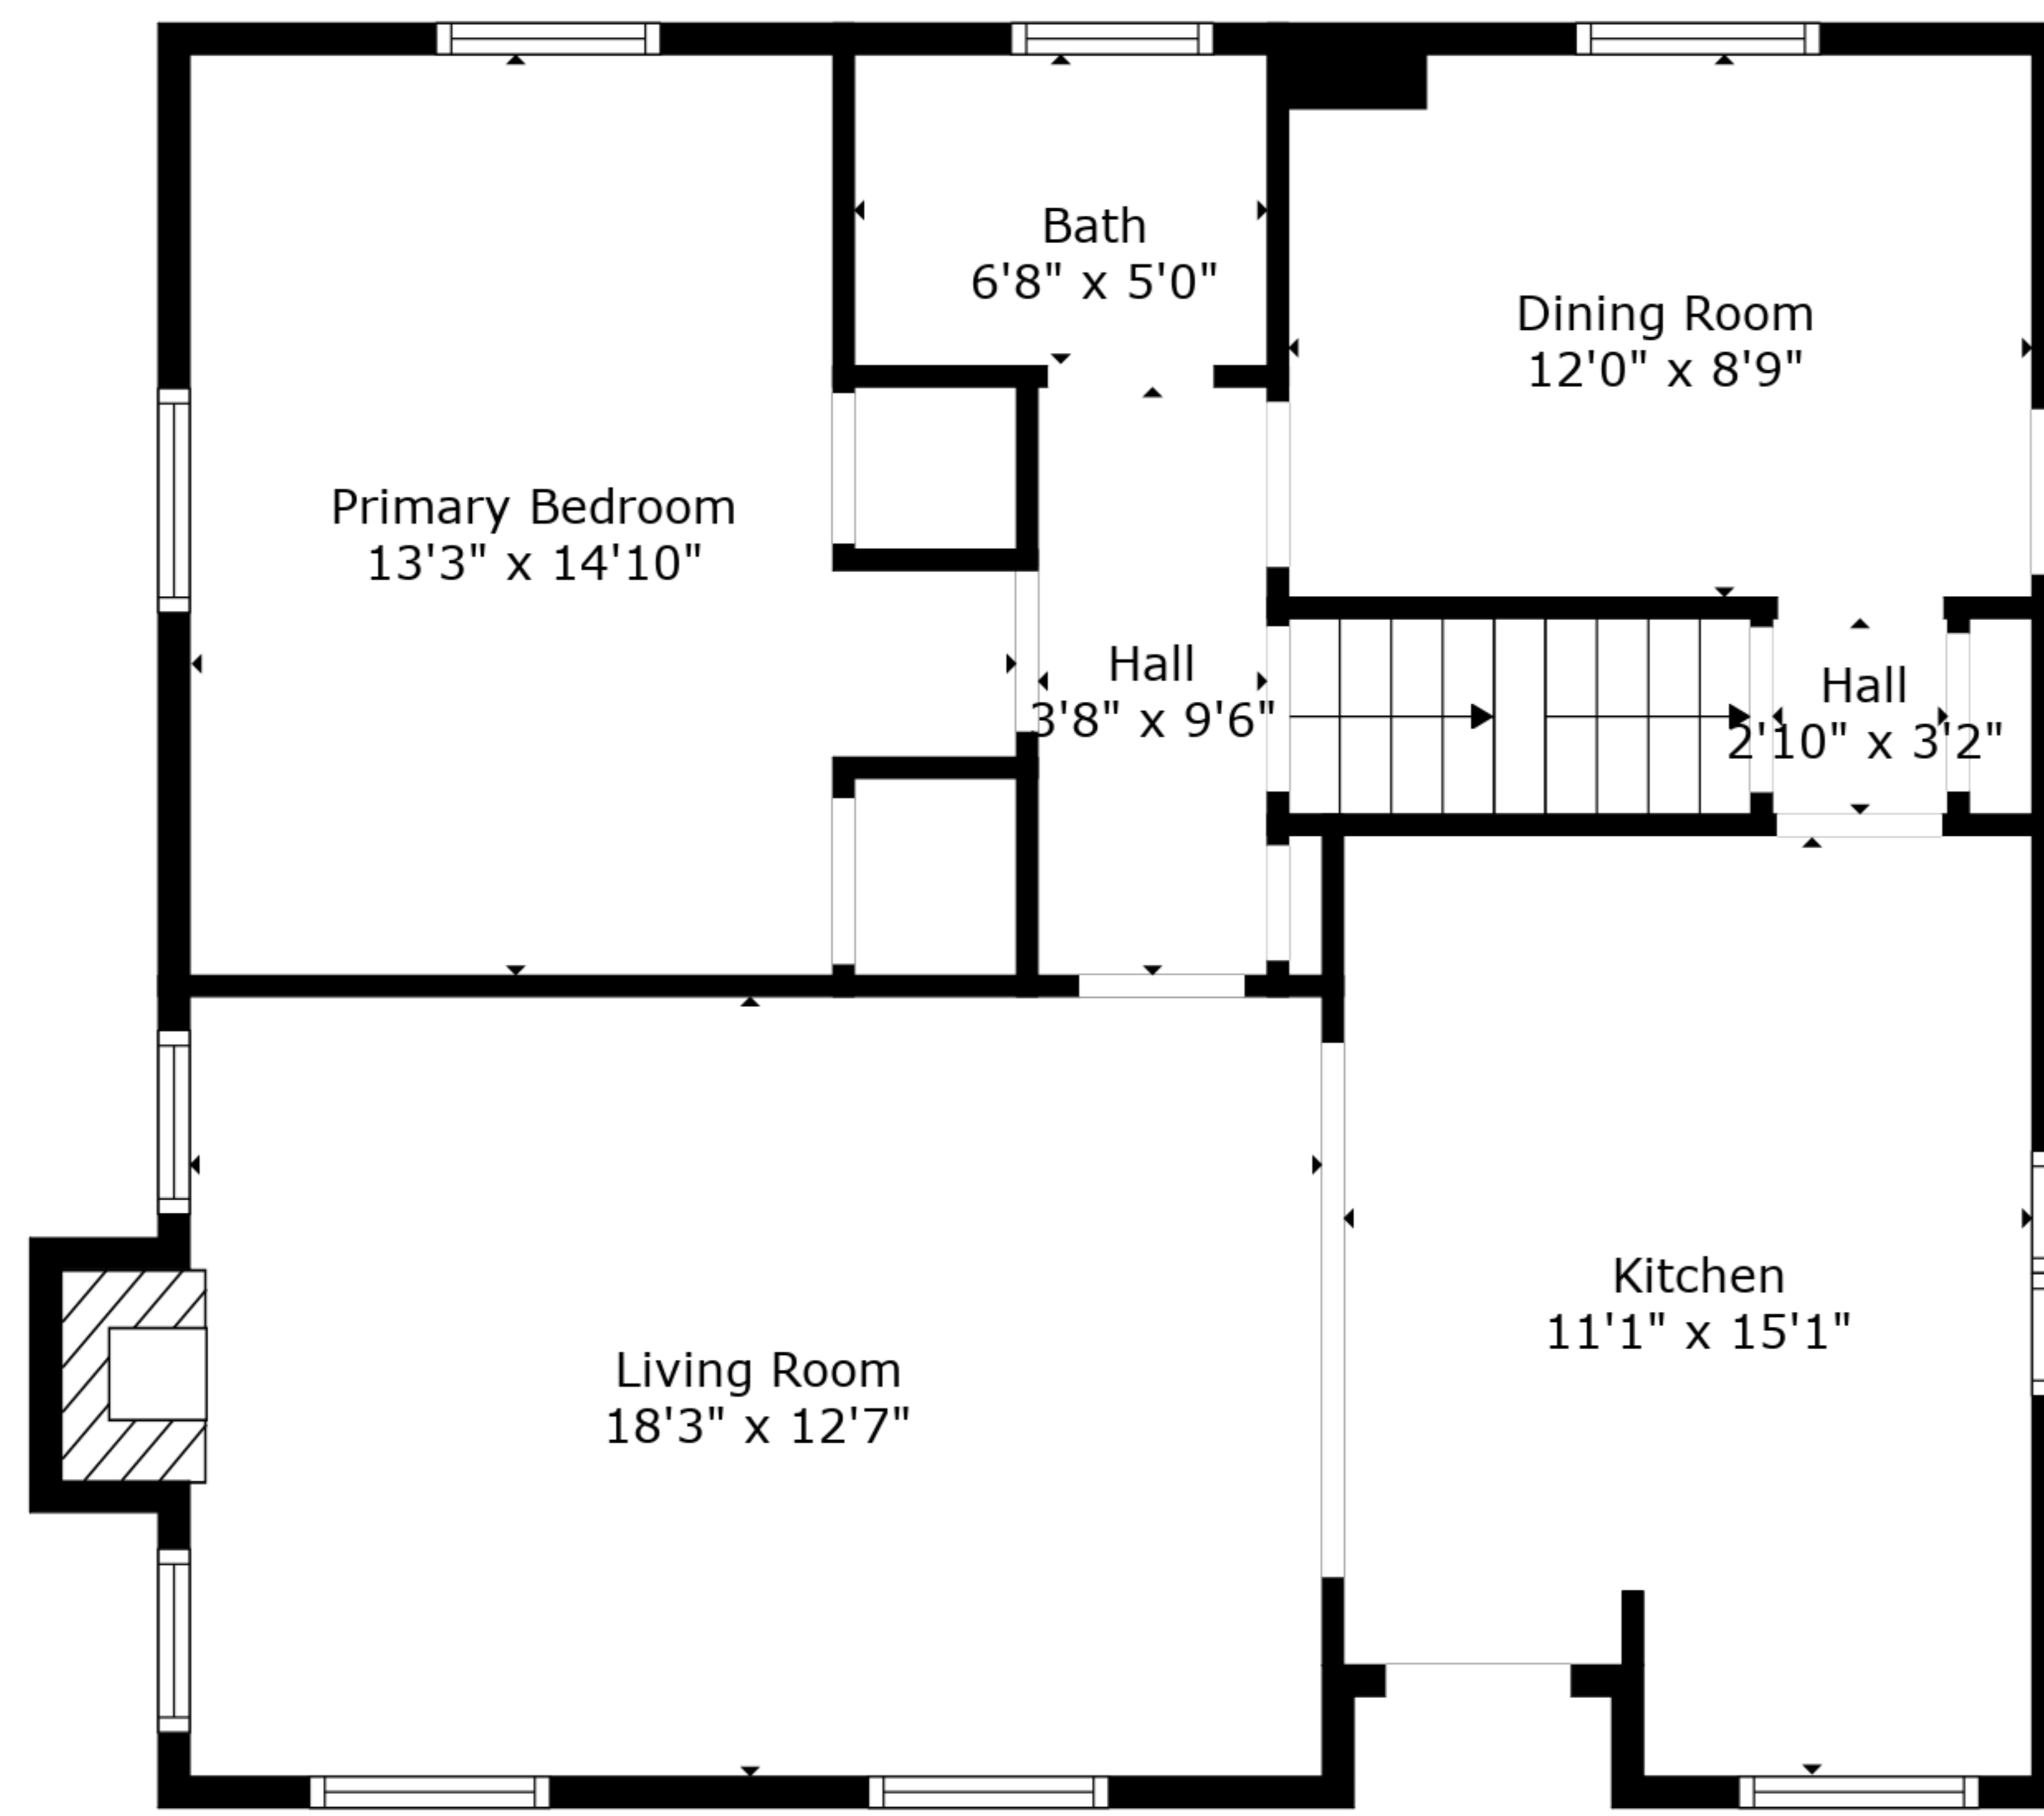 Bath
6'8" x 5'0"
Dining Room
12'0" x 8'9"
Primary Bedroom
13'3" x 14'10"
Hall
3'8" x 9'6"
Hall
2'10" x 3'2"
Kitchen
11'1" x 15'1"
Living Room
18'3" x 12'7"